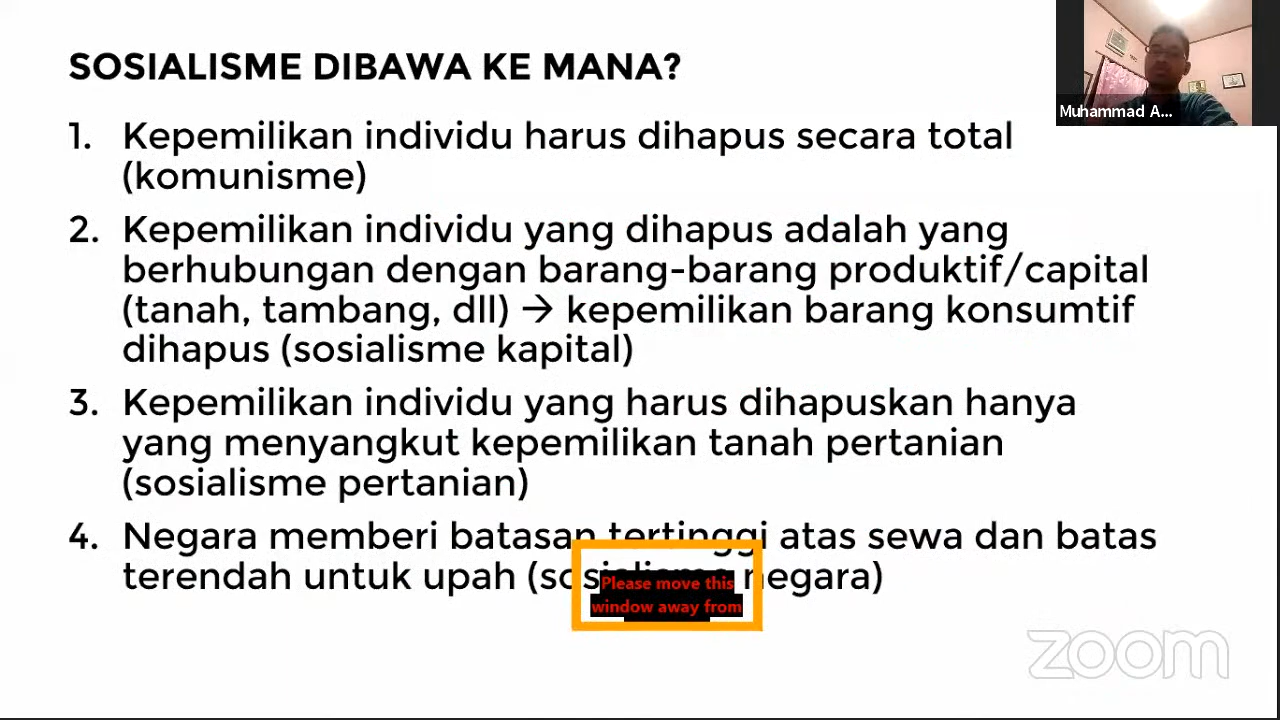 SOSIALISME DIBAWA KE MANA?
Muhammad A...
1. Kepemilikan individu harus dihapus secara total
(komunisme)
2. Kepemilikan individu yang dihapus adalah yang
berhubungan dengan barang-barang produktif/capital
(tanah, tambang, dll) → kepemilikan barang konsumtif
dihapus (sosialisme kapital)
3. Kepemilikan individu yang harus dihapuskan hanya
yang menyangkut kepemilikan tanah pertanian
(sosialisme pertanian)
4. Negara memberi batasan tertinggi atas sewa dan batas
terendah untuk upah (sosialisme negara)
Please move this
window away from
zoom